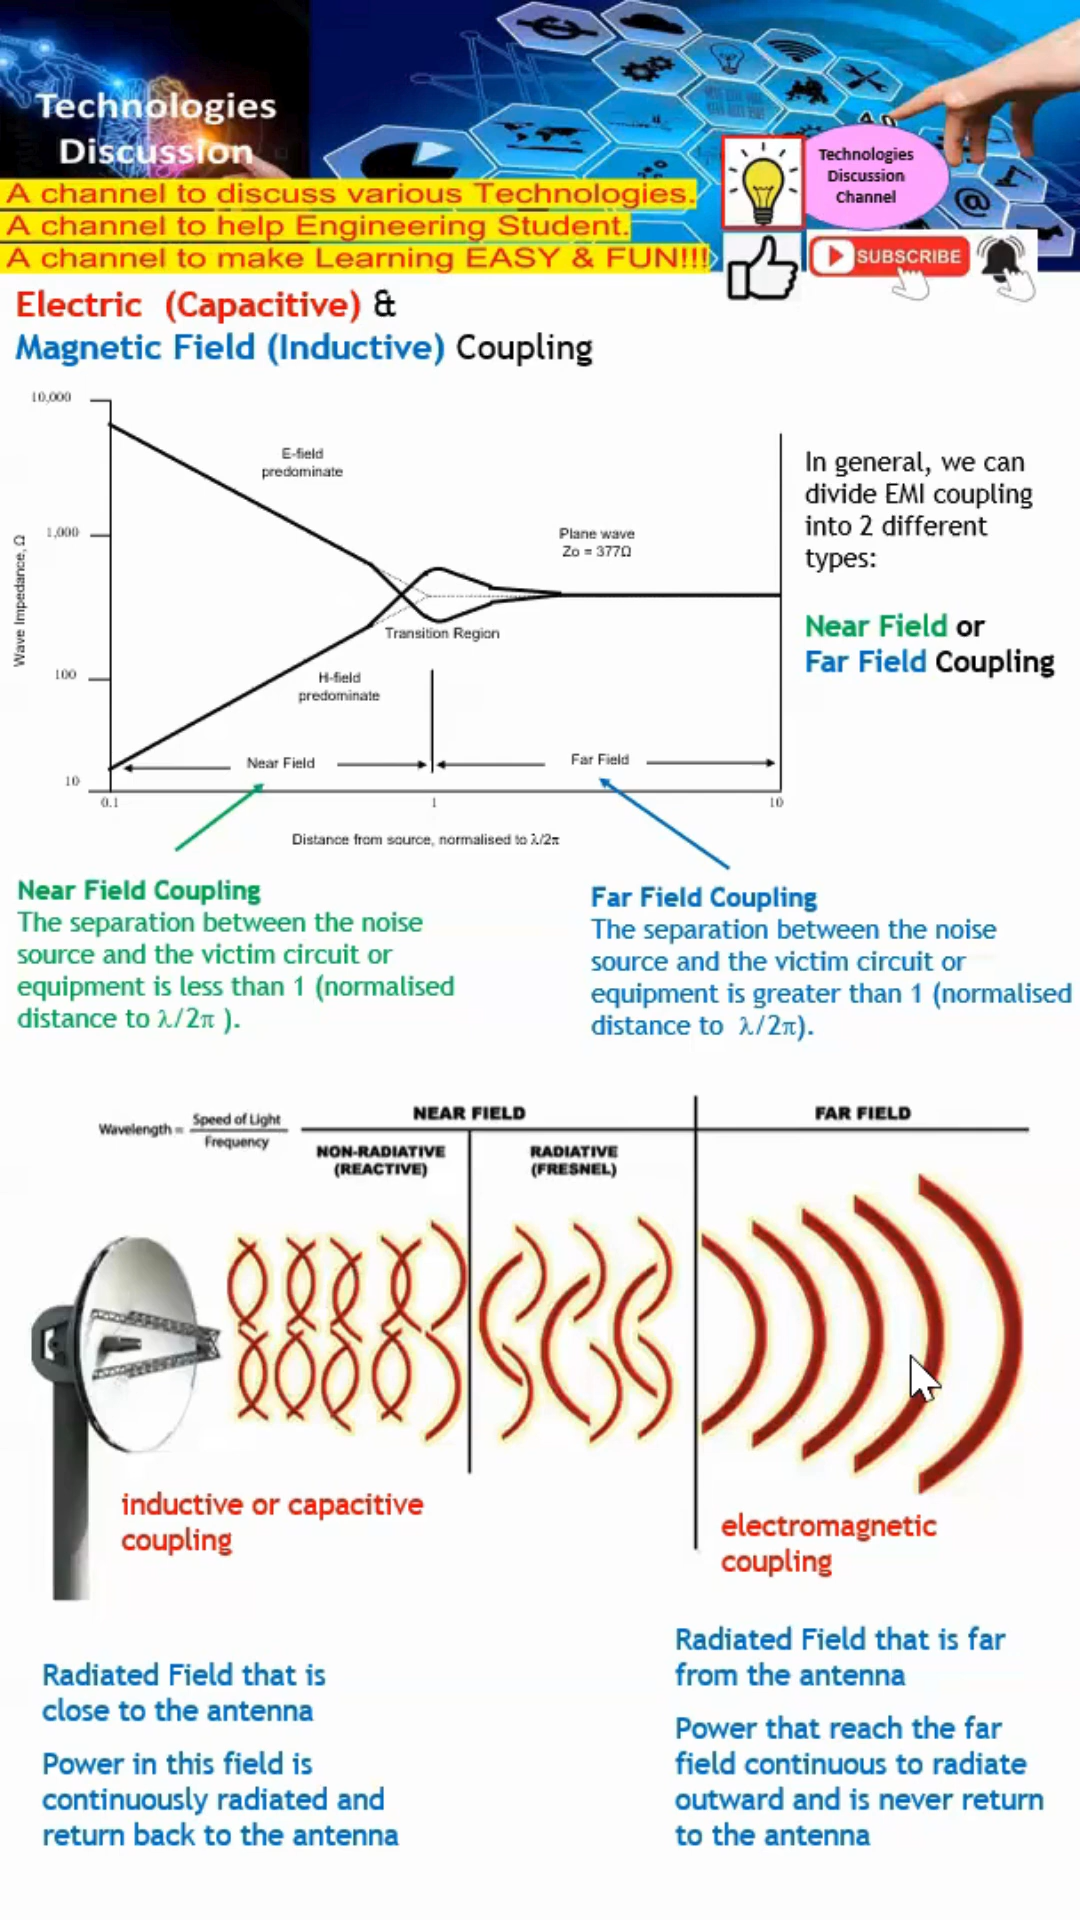 Technologies
Discussion
A channel to discuss various Technologies.
A channel to help Engineering Student.
A channel to make Learning EASY & FUN!!!
Technologies
Discussion
Channel
SUBSCRIBE
Electric (Capacitive) &
Magnetic Field (Inductive) Coupling
10,000
1,000
100
10
Wave Impedance, Ω
E-field
predominate
Plane wave
Zo = 377Ω
Transition Region
H-field
predominate
Near Field
Far Field
0.1
1
10
Distance from source, normalised to λ/2π
In general, we can
divide EMI coupling
into 2 different
types:
Near Field or
Far Field Coupling
Near Field Coupling
The separation between the noise
source and the victim circuit or
equipment is less than 1 (normalised
distance to λ/2π ).
Far Field Coupling
The separation between the noise
source and the victim circuit or
equipment is greater than 1 (normalised
distance to λ/2π).
Wavelength = Speed of Light
Frequency
NEAR FIELD
FAR FIELD
NON-RADIATIVE
(REACTIVE)
RADIATIVE
(FRESNEL)
inductive or capacitive
coupling
electromagnetic
coupling
Radiated Field that is
close to the antenna
Power in this field is
continuously radiated and
return back to the antenna
Radiated Field that is far
from the antenna
Power that reach the far
field continuous to radiate
outward and is never return
to the antenna